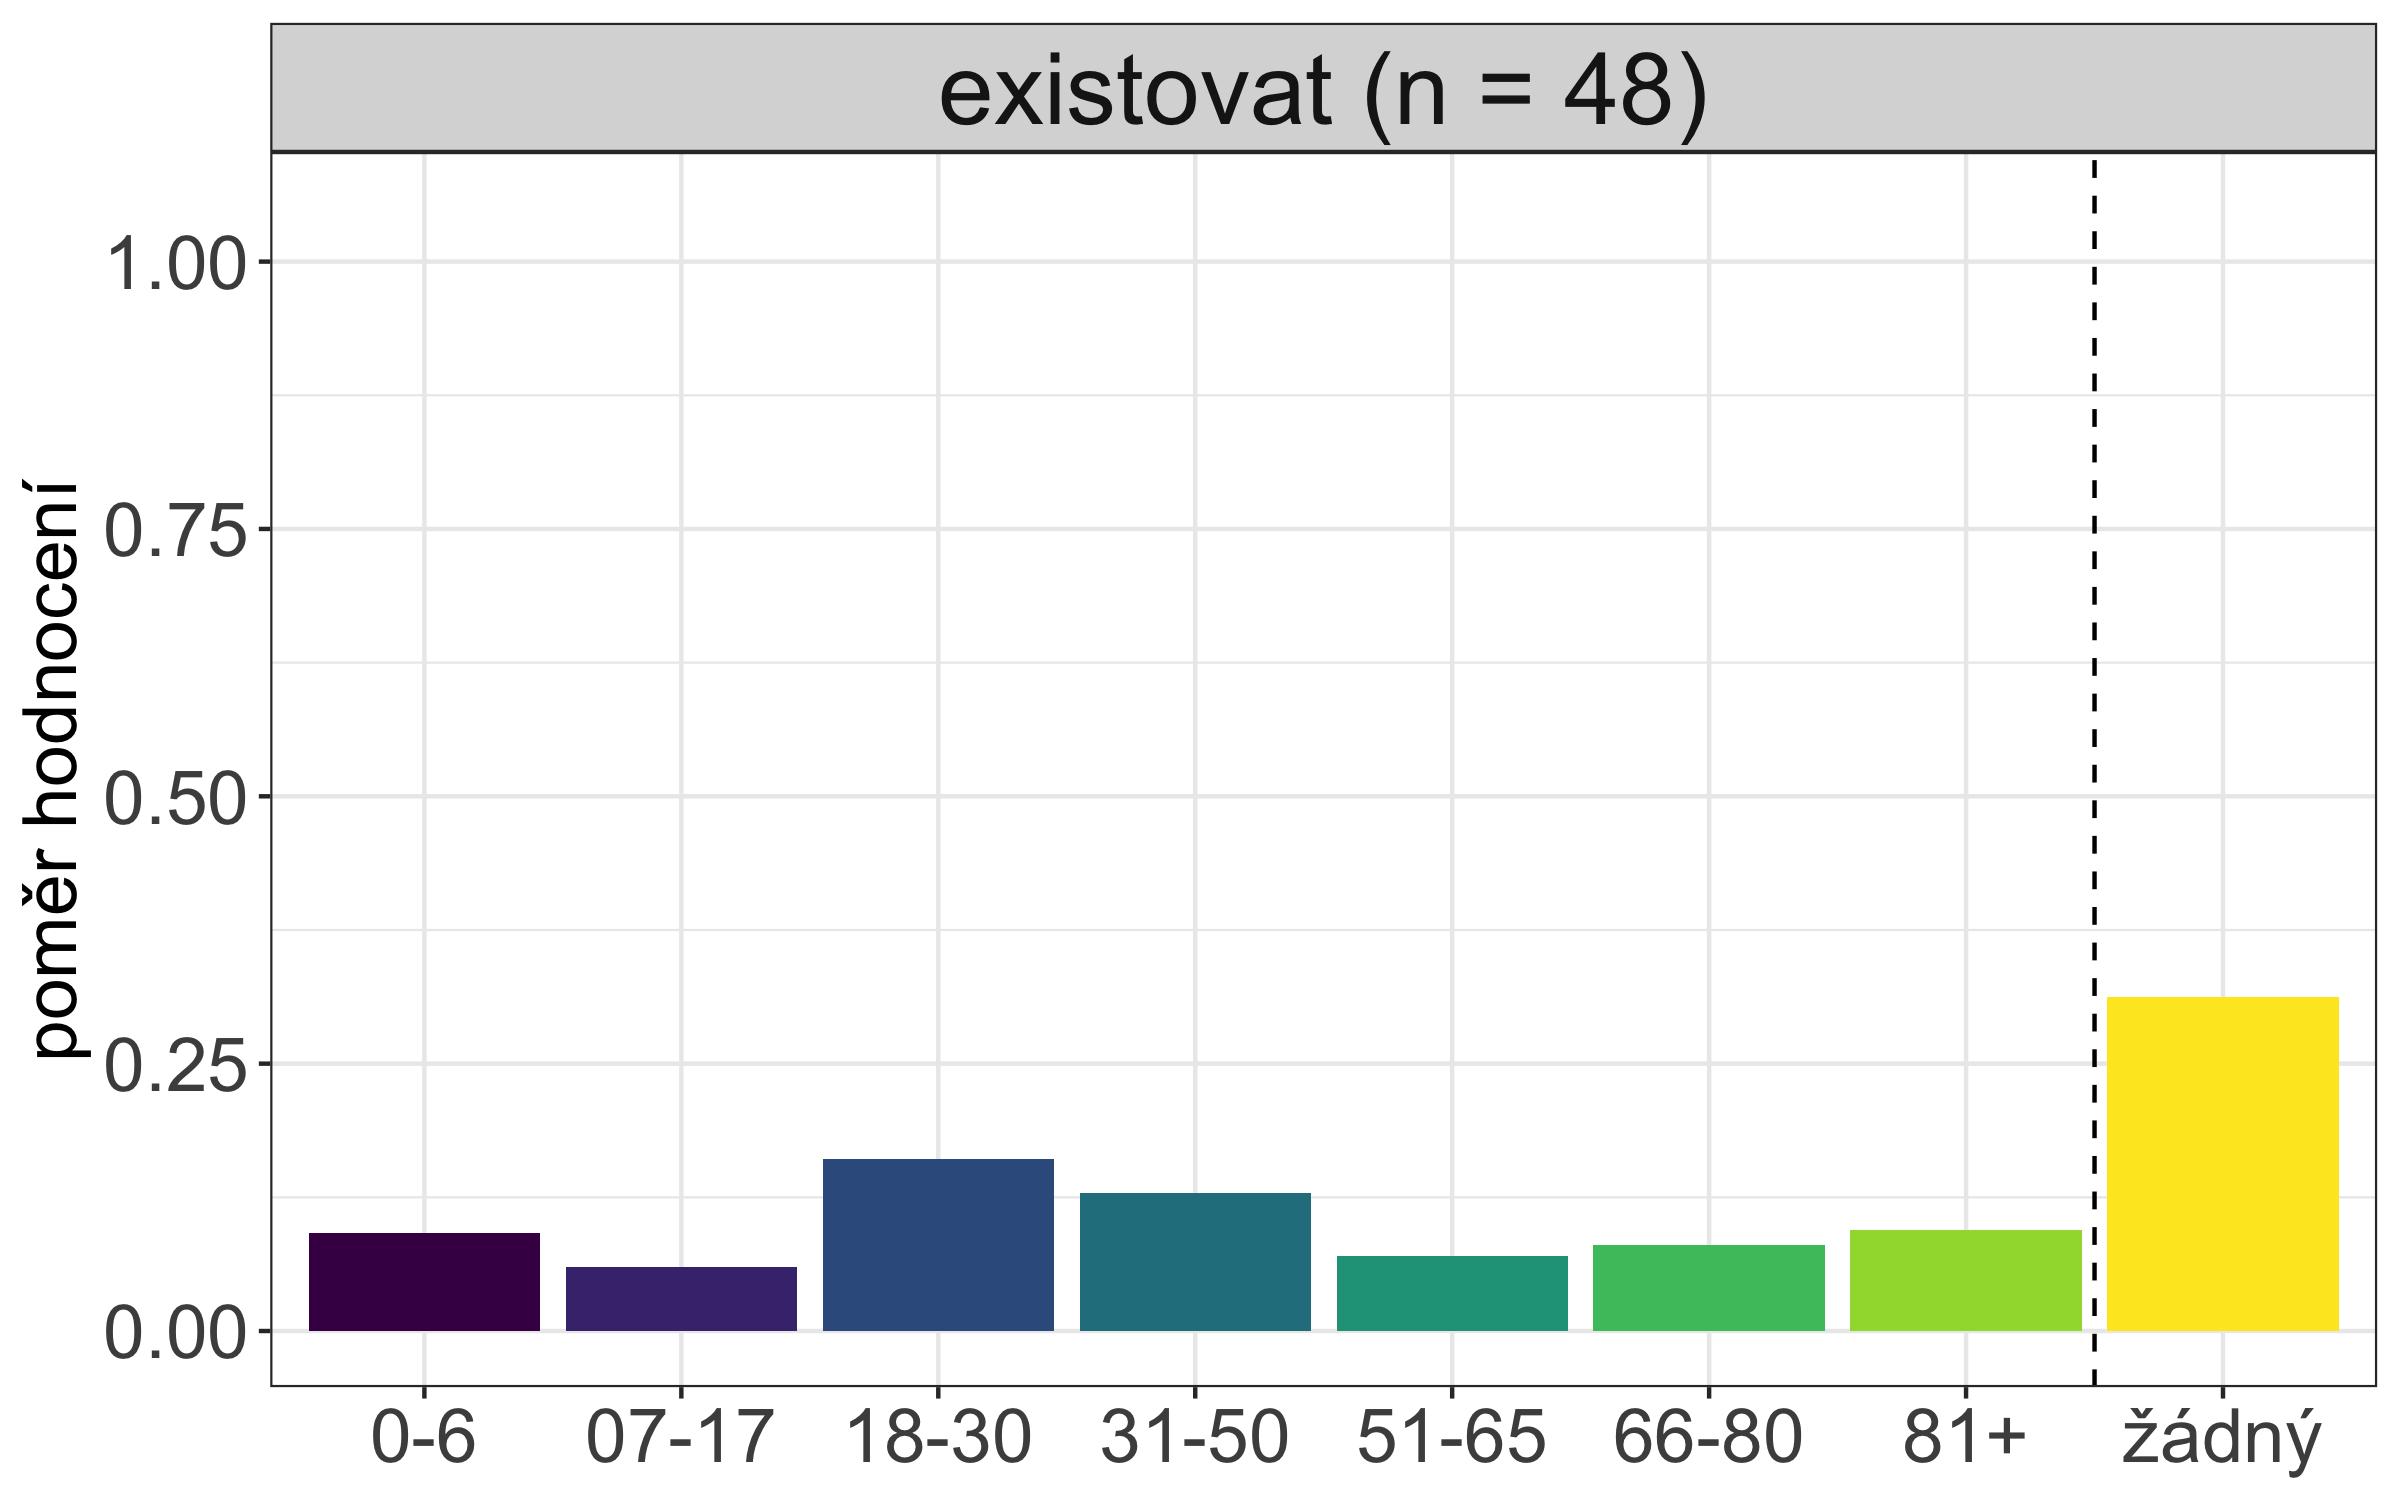 existovat (n = 48)
poměr hodnocení
1.00
0.75
0.50
0.25
0.00
0-6 07-17 18-30 31-50 51-65 66-80 81+ žádný